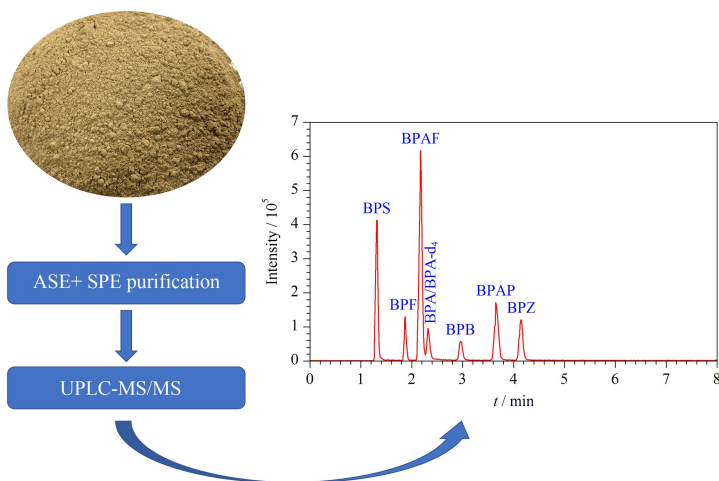 ASE+ SPE purification
UPLC-MS/MS
Intensity / 10⁵
7
6
5
4
3
2
1
0
BPS
BPF
BPAF
BPA/BPA-d₄
BPB
BPAP
BPZ
0 1 2 3 4 5 6 7 8
t / min